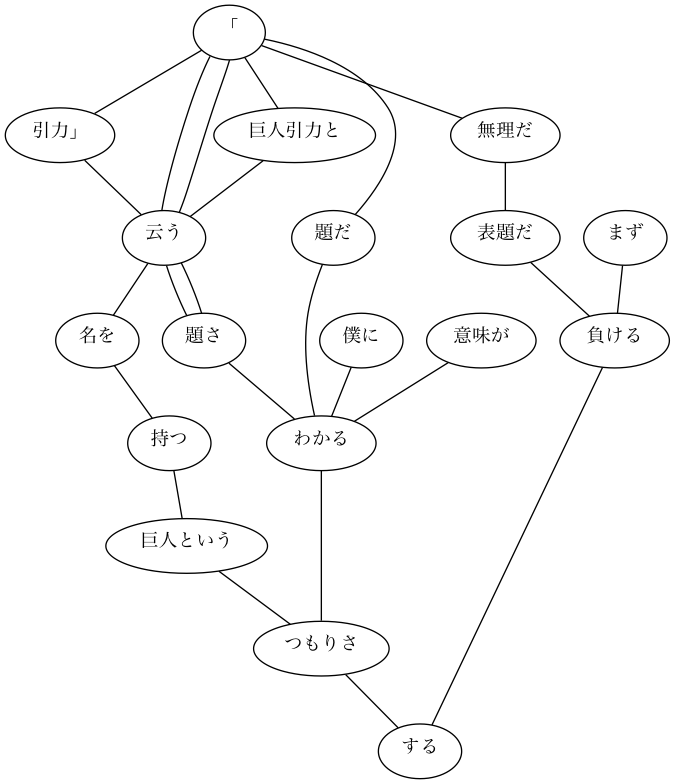 「
引力」
巨人引力と
無理だ
云う
題だ
表題だ
まず
名を
題さ
僕に
意味が
負ける
持つ
わかる
巨人という
つもりさ
する